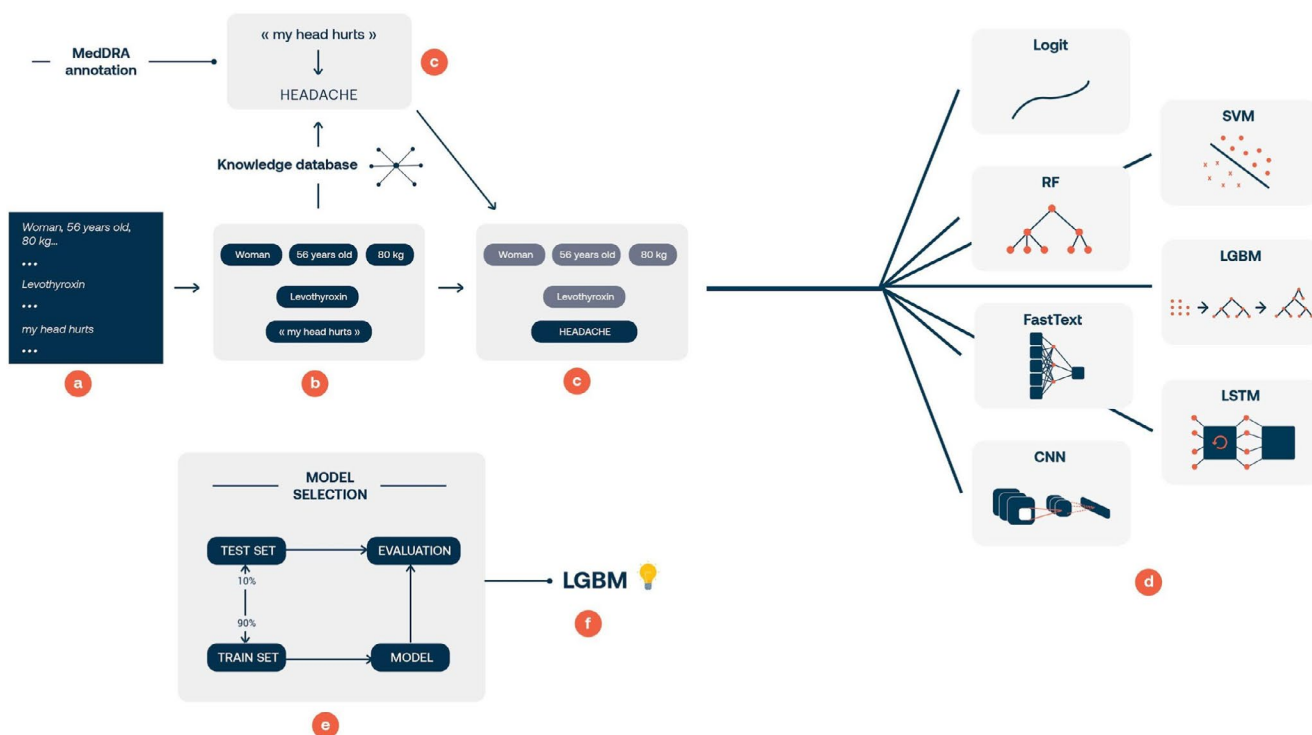 MedDRA
annotation
« my head hurts »
HEADACHE
c
Knowledge database
Woman, 56 years old,
80 kg...
...
Levothyroxin
...
my head hurts
...
a
Woman
56 years old
80 kg
Levothyroxin
« my head hurts »
b
Woman
56 years old
80 kg
Levothyroxin
HEADACHE
c
Logit
SVM
RF
LGBM
FastText
LSTM
CNN
d
MODEL
SELECTION
TEST SET
EVALUATION
10%
90%
TRAIN SET
MODEL
e
LGBM
f